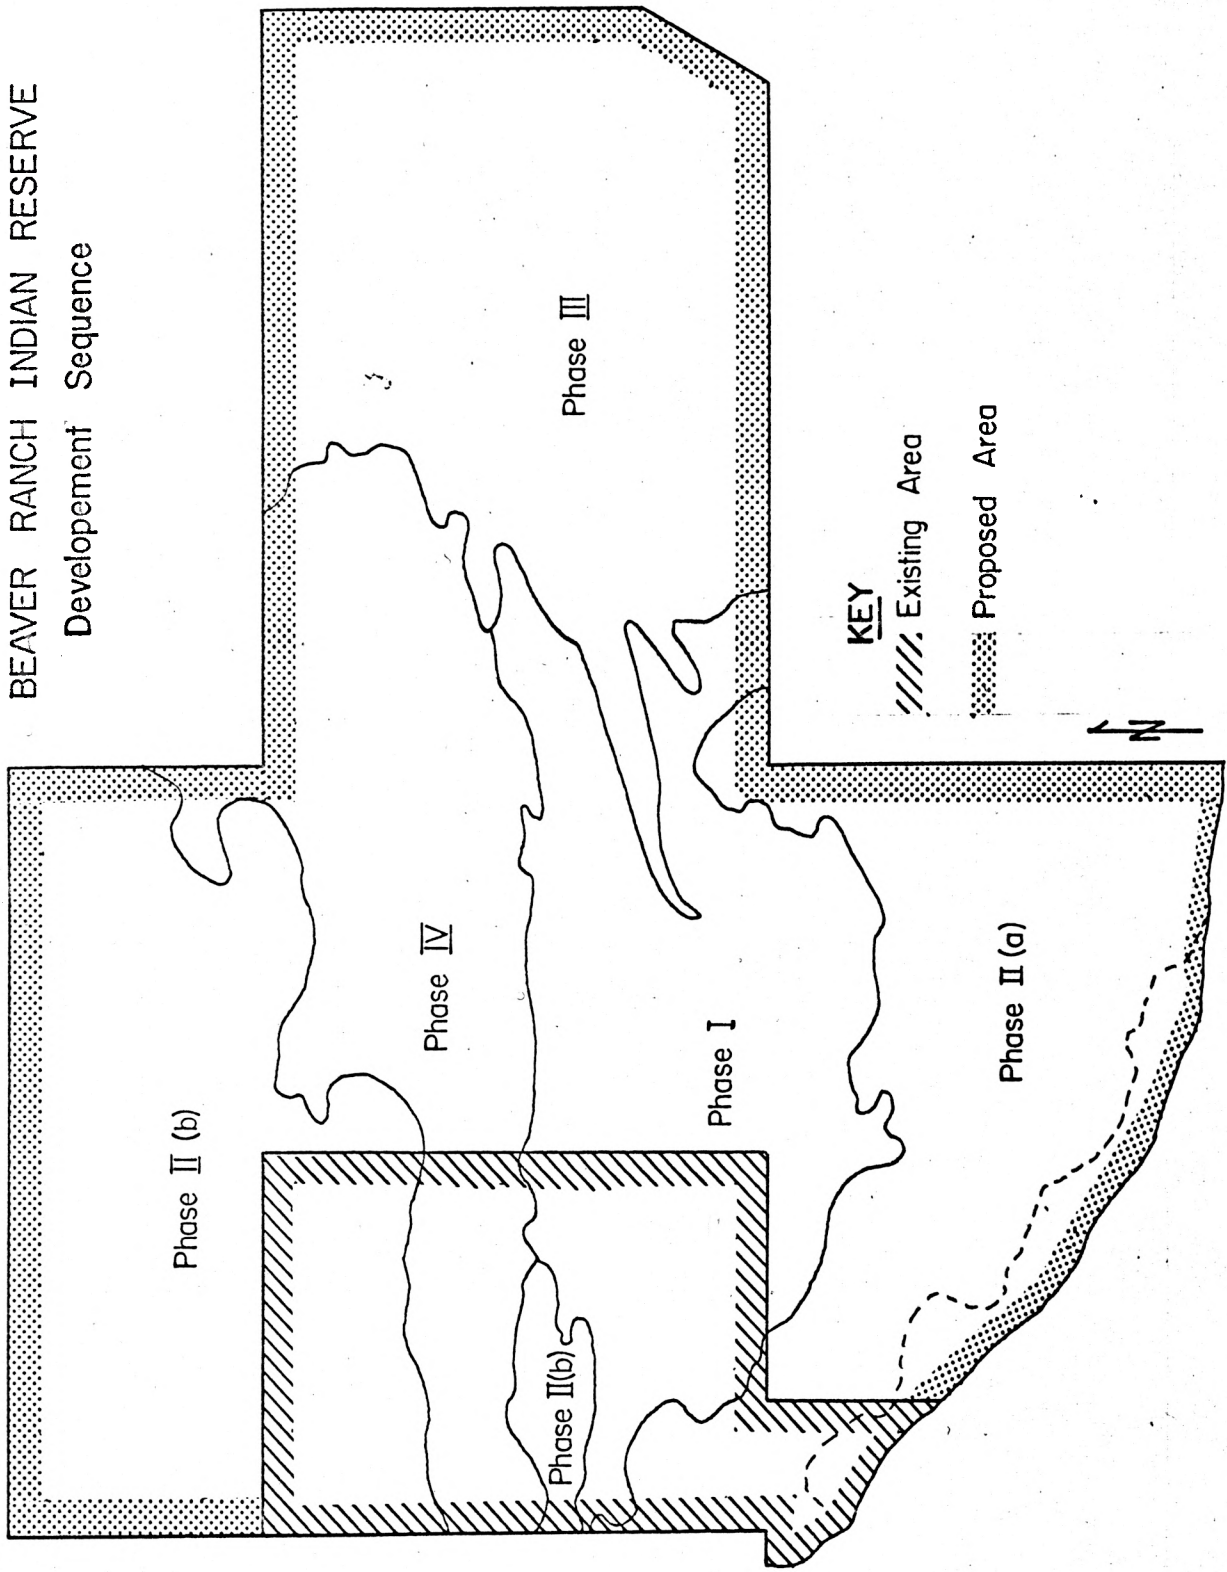 BEAVER RANCH INDIAN RESERVE
Developement Sequence
Phase II (b)
Phase IV
Phase III
Phase II(b)
Phase I
Phase II (a)
KEY
Existing Area
Proposed Area
N